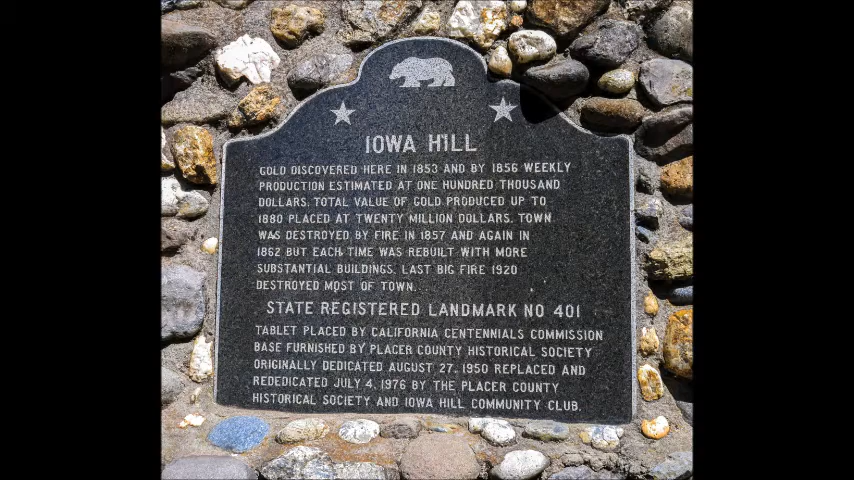 IOWA HILL
GOLD DISCOVERED HERE IN 1853 AND BY 1856 WEEKLY
PRODUCTION ESTIMATED AT ONE HUNDRED THOUSAND
DOLLARS. TOTAL VALUE OF GOLD PRODUCED UP TO
1880 PLACED AT TWENTY MILLION DOLLARS. TOWN
WAS DESTROYED BY FIRE IN 1857 AND AGAIN IN
1862 BUT EACH TIME WAS REBUILT WITH MORE
SUBSTANTIAL BUILDINGS. LAST BIG FIRE 1920
DESTROYED MOST OF TOWN.
STATE REGISTERED LANDMARK NO 401
TABLET PLACED BY CALIFORNIA CENTENNIALS COMMISSION
BASE FURNISHED BY PLACER COUNTY HISTORICAL SOCIETY
ORIGINALLY DEDICATED AUGUST 27, 1950 REPLACED AND
REDEDICATED JULY 4, 1976 BY THE PLACER COUNTY
HISTORICAL SOCIETY AND IOWA HILL COMMUNITY CLUB.